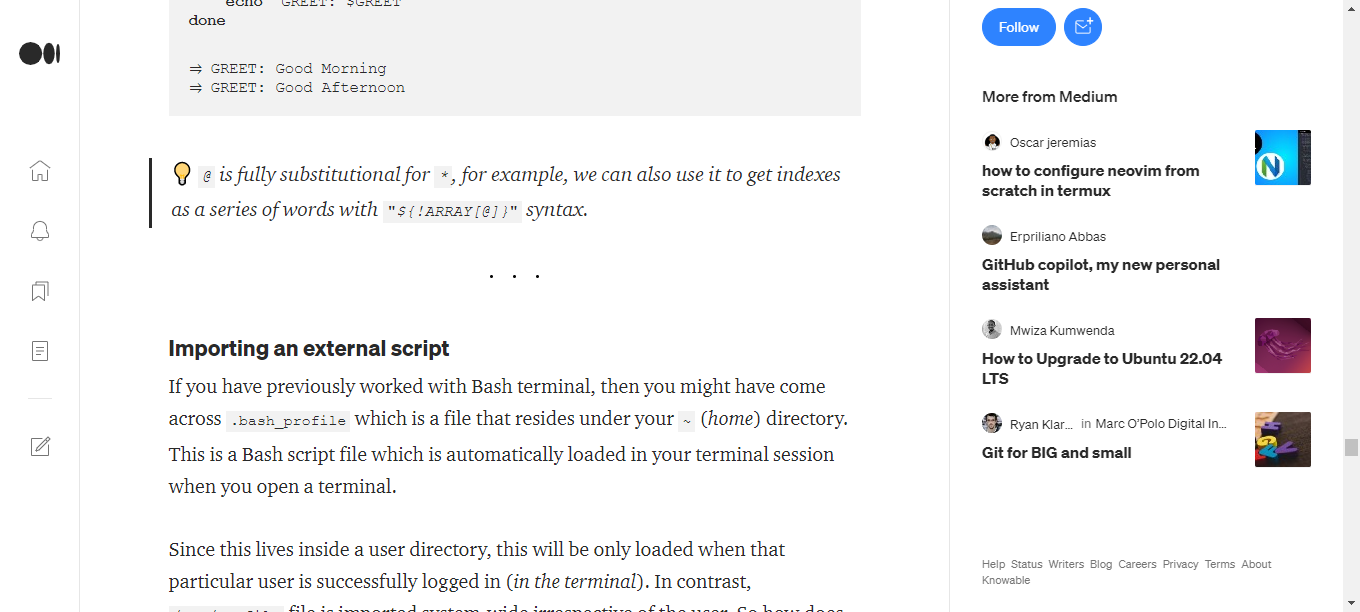 echo "GREET: $GREET"
done
⇒ GREET: Good Morning
⇒ GREET: Good Afternoon
@ is fully substitutional for *, for example, we can also use it to get indexes
as a series of words with "${!ARRAY[@]}" syntax.
. . .
Importing an external script
If you have previously worked with Bash terminal, then you might have come
across .bash_profile which is a file that resides under your ~ (home) directory.
This is a Bash script file which is automatically loaded in your terminal session
when you open a terminal.
Since this lives inside a user directory, this will be only loaded when that
particular user is successfully logged in (in the terminal). In contrast,
file is imported system-wide irrespective of the user. So how does
Follow
More from Medium
Oscar jeremias
how to configure neovim from
scratch in termux
Erpriliano Abbas
GitHub copilot, my new personal
assistant
Mwiza Kumwenda
How to Upgrade to Ubuntu 22.04
LTS
Ryan Klar... in Marc O'Polo Digital In...
Git for BIG and small
Help Status Writers Blog Careers Privacy Terms About
Knowable